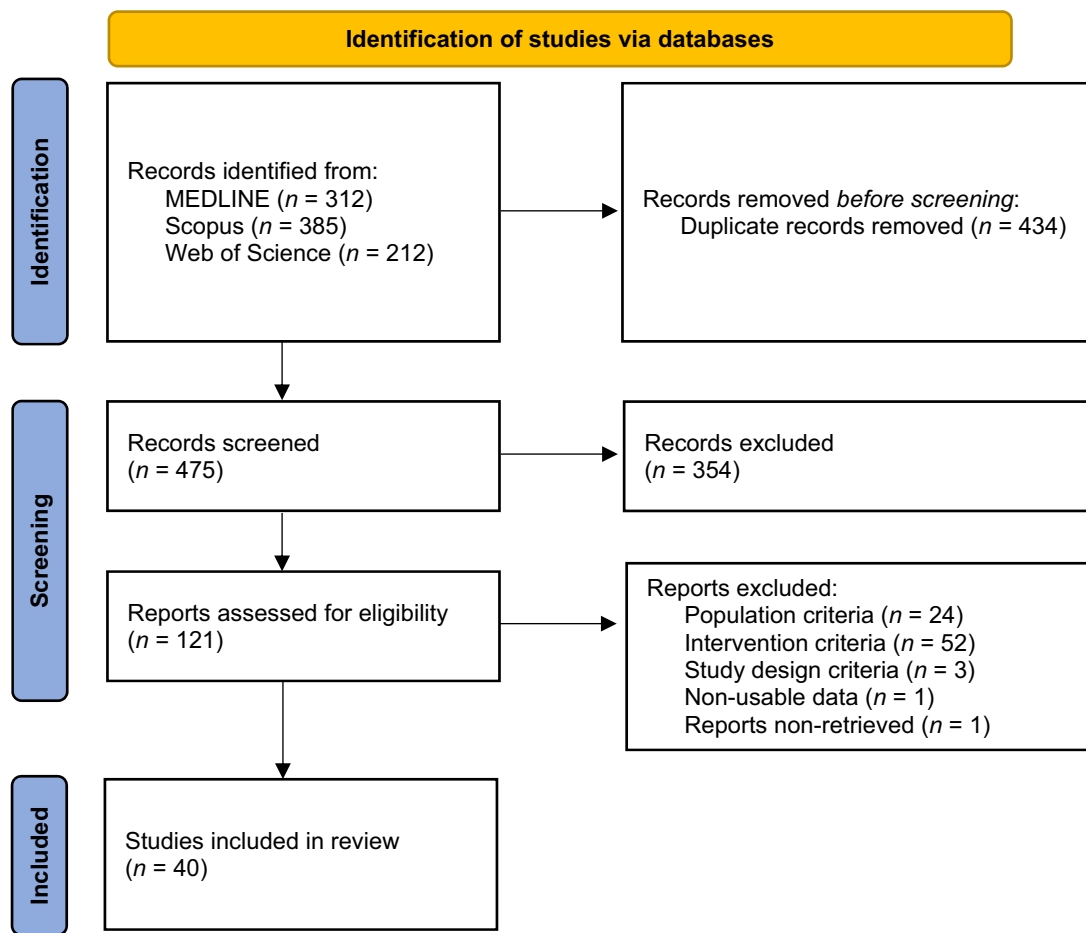 Identification of studies via databases
Identification
Records identified from:
MEDLINE (n = 312)
Scopus (n = 385)
Web of Science (n = 212)
Records removed before screening:
Duplicate records removed (n = 434)
Screening
Records screened
(n = 475)
Records excluded
(n = 354)
Reports assessed for eligibility
(n = 121)
Reports excluded:
Population criteria (n = 24)
Intervention criteria (n = 52)
Study design criteria (n = 3)
Non-usable data (n = 1)
Reports non-retrieved (n = 1)
Included
Studies included in review
(n = 40)